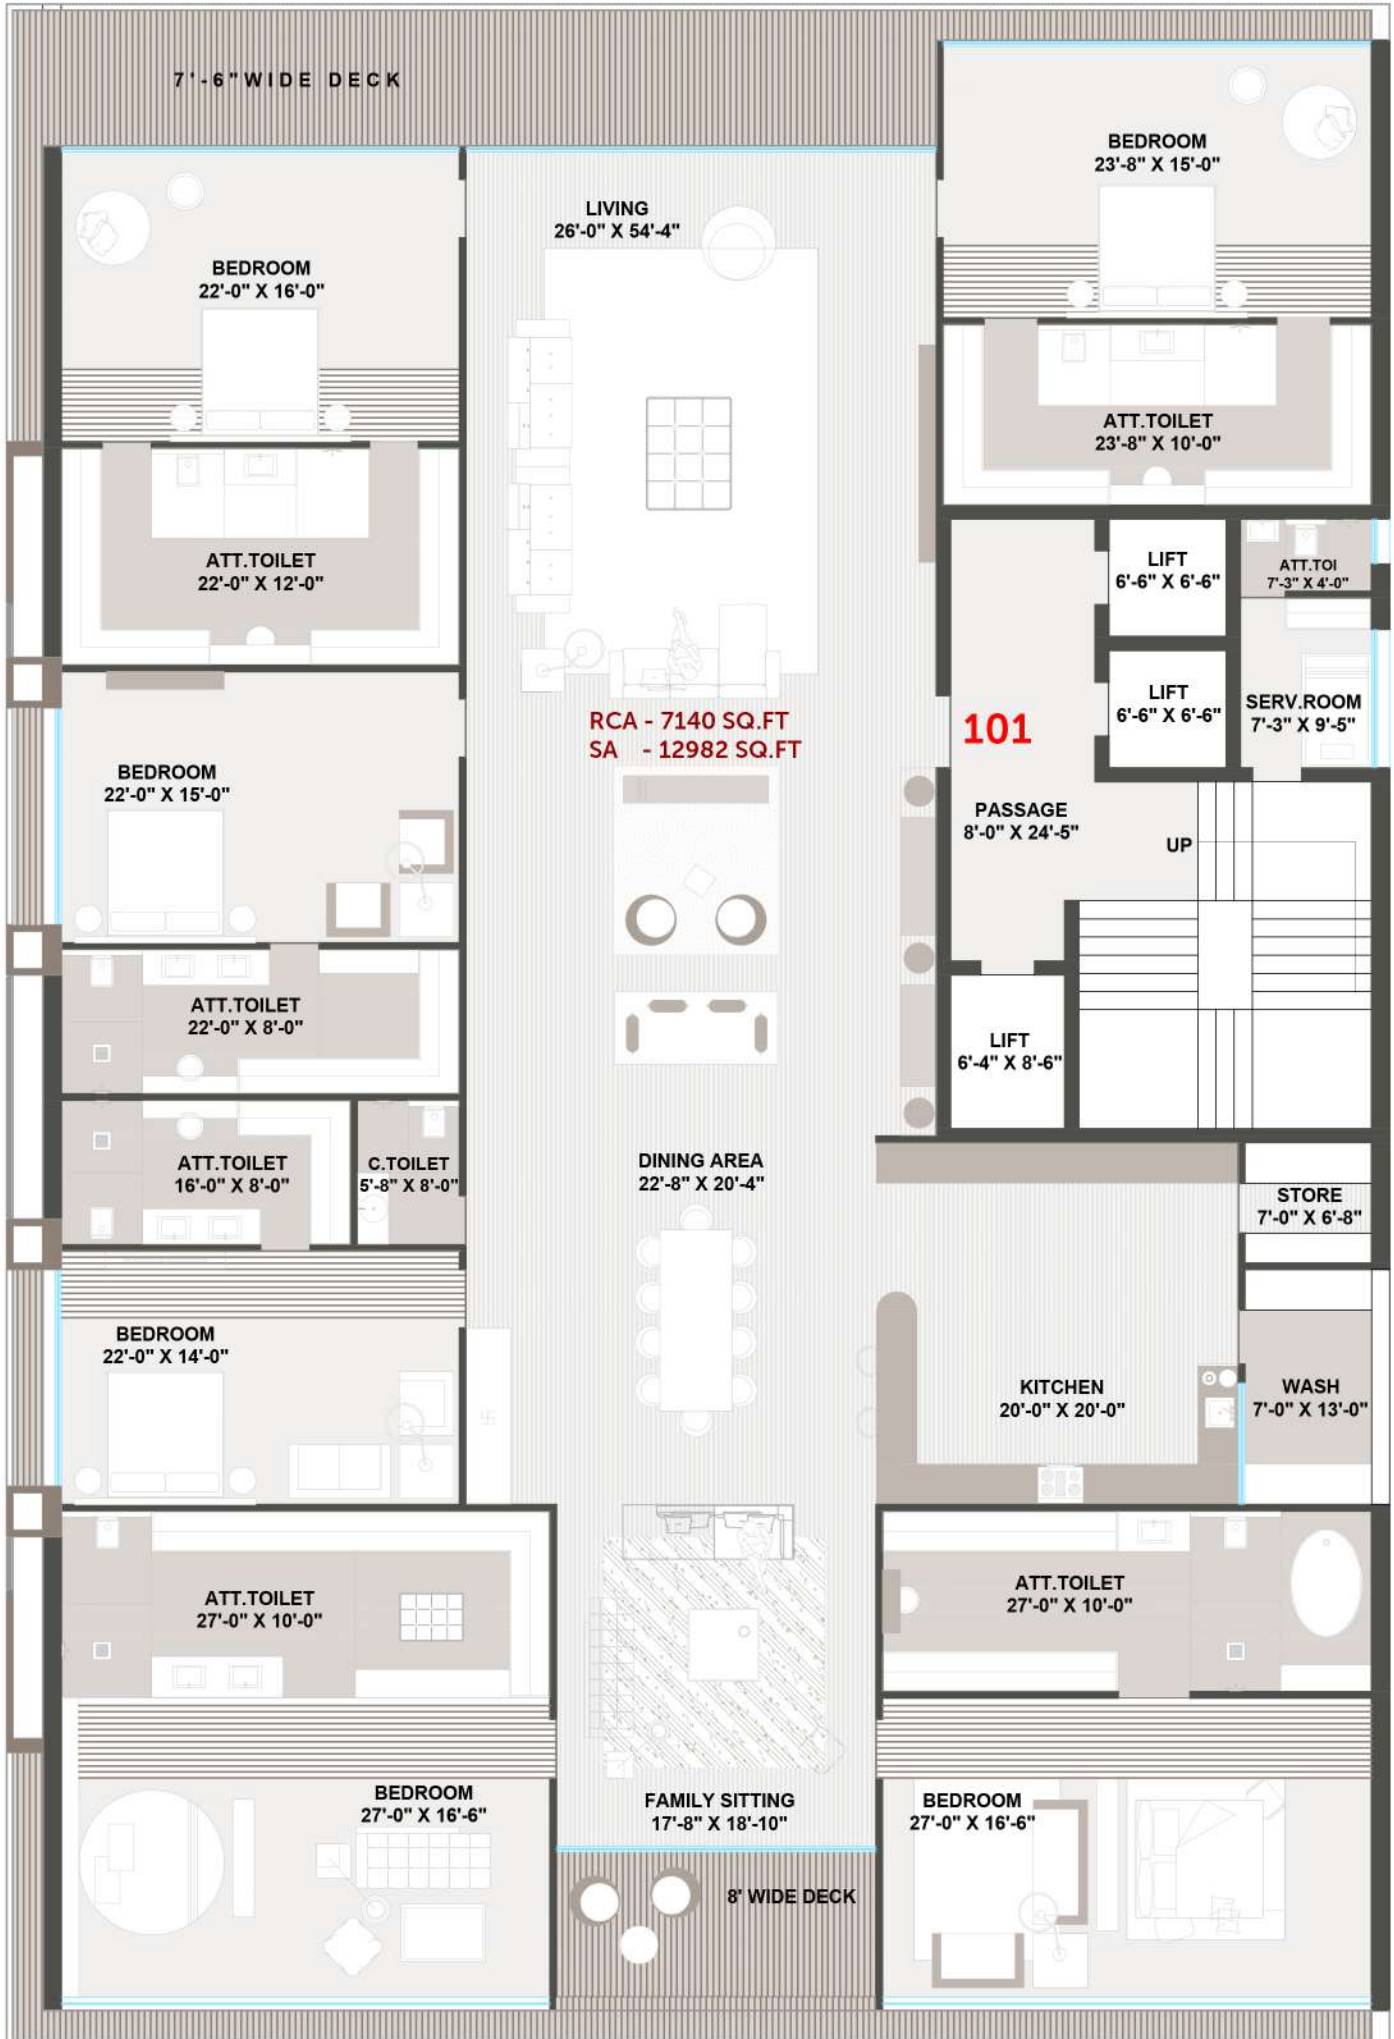 7'-6"WIDE DECK
BEDROOM
23'-8" X 15'-0"
LIVING
26'-0" X 54'-4"
BEDROOM
22'-0" X 16'-0"
ATT.TOILET
23'-8" X 10'-0"
ATT.TOILET
22'-0" X 12'-0"
LIFT
6'-6" X 6'-6"
ATT.TOI
7'-3" X 4'-0"
LIFT
6'-6" X 6'-6"
SERV.ROOM
7'-3" X 9'-5"
RCA - 7140 SQ.FT
SA - 12982 SQ.FT
101
BEDROOM
22'-0" X 15'-0"
PASSAGE
8'-0" X 24'-5"
UP
ATT.TOILET
22'-0" X 8'-0"
LIFT
6'-4" X 8'-6"
ATT.TOILET
16'-0" X 8'-0"
C.TOILET
5'-8" X 8'-0"
DINING AREA
22'-8" X 20'-4"
STORE
7'-0" X 6'-8"
BEDROOM
22'-0" X 14'-0"
KITCHEN
20'-0" X 20'-0"
WASH
7'-0" X 13'-0"
ATT.TOILET
27'-0" X 10'-0"
ATT.TOILET
27'-0" X 10'-0"
BEDROOM
27'-0" X 16'-6"
FAMILY SITTING
17'-8" X 18'-10"
BEDROOM
27'-0" X 16'-6"
8' WIDE DECK